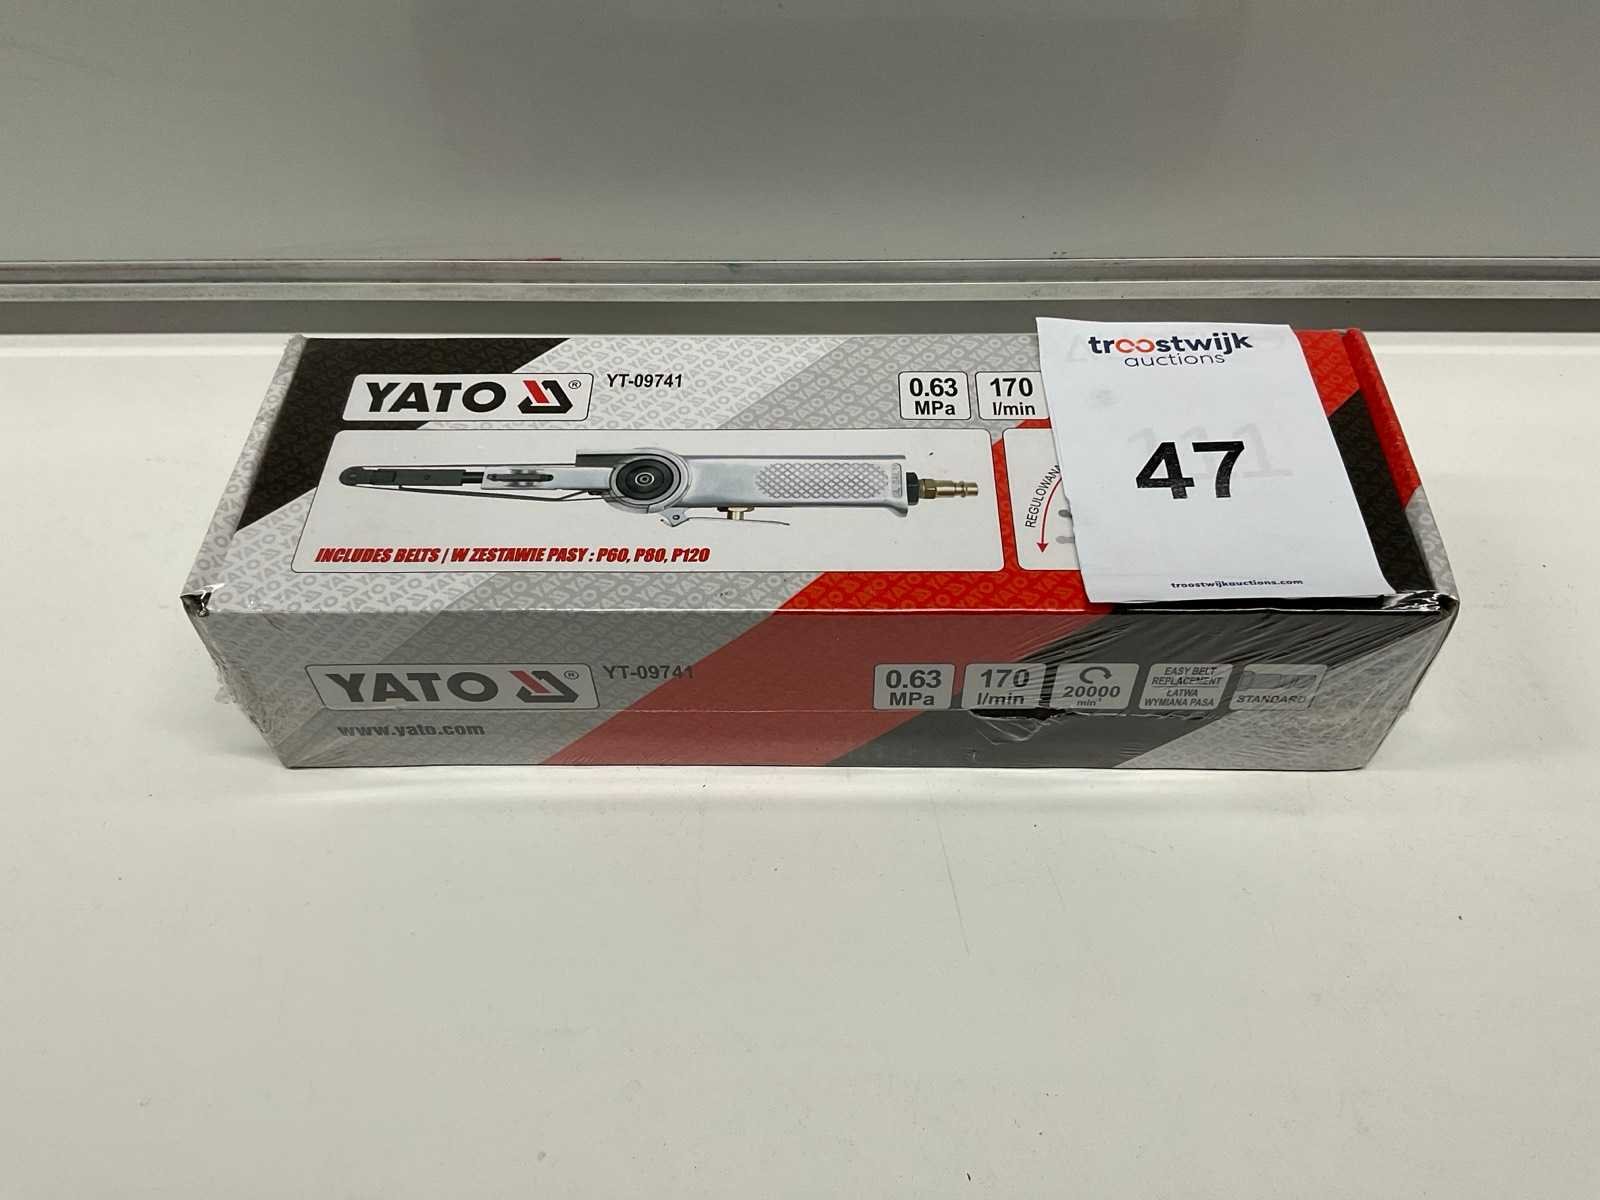 YATO ®
YT-09741
0.63 MPa
170 l/min
INCLUDES BELTS / W ZESTAWIE PASY : P60, P80, P120
troostwijk
auctions
47
troostwijkauctions.com
YATO ®
YT-09741
www.yato.com
0.63 MPa
170 l/min
20000 min⁻¹
EASY BELT
REPLACEMENT
ŁATWA
WYMIANA PASA
STANDARD